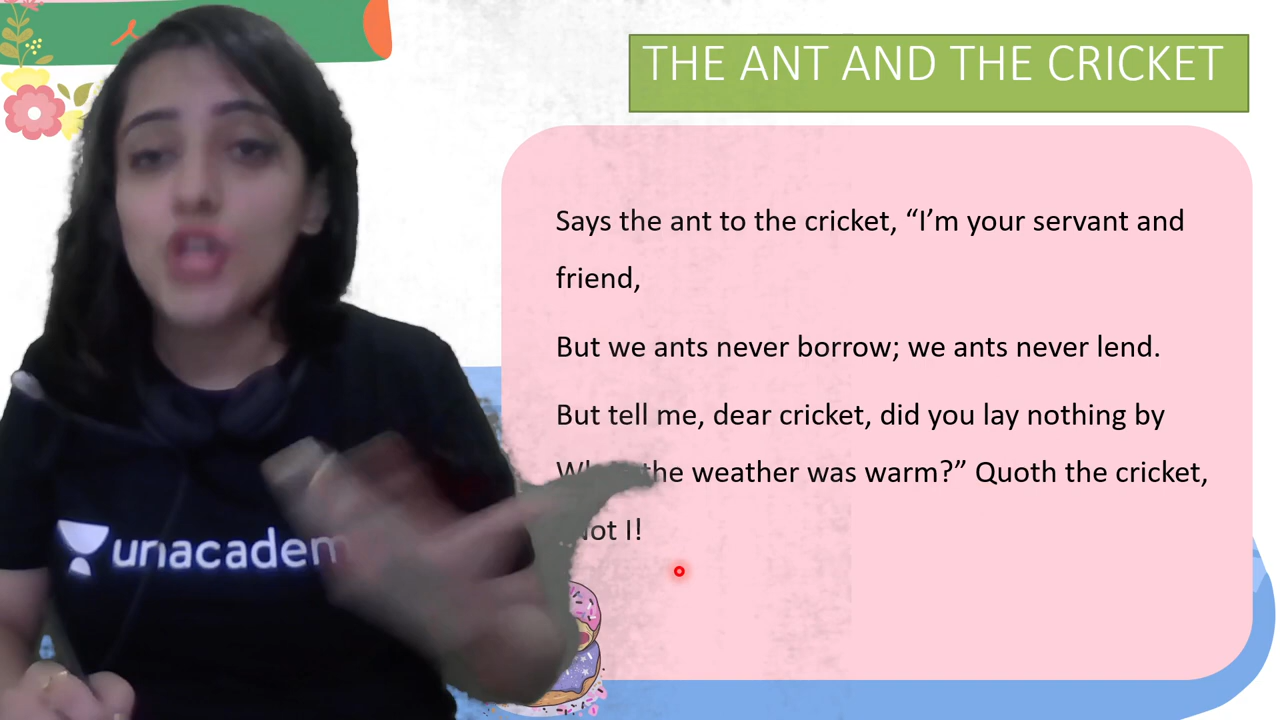 THE ANT AND THE CRICKET
Says the ant to the cricket, “I’m your servant and
friend,
But we ants never borrow; we ants never lend.
But tell me, dear cricket, did you lay nothing by
the weather was warm?” Quoth the cricket,
I!
unacadem